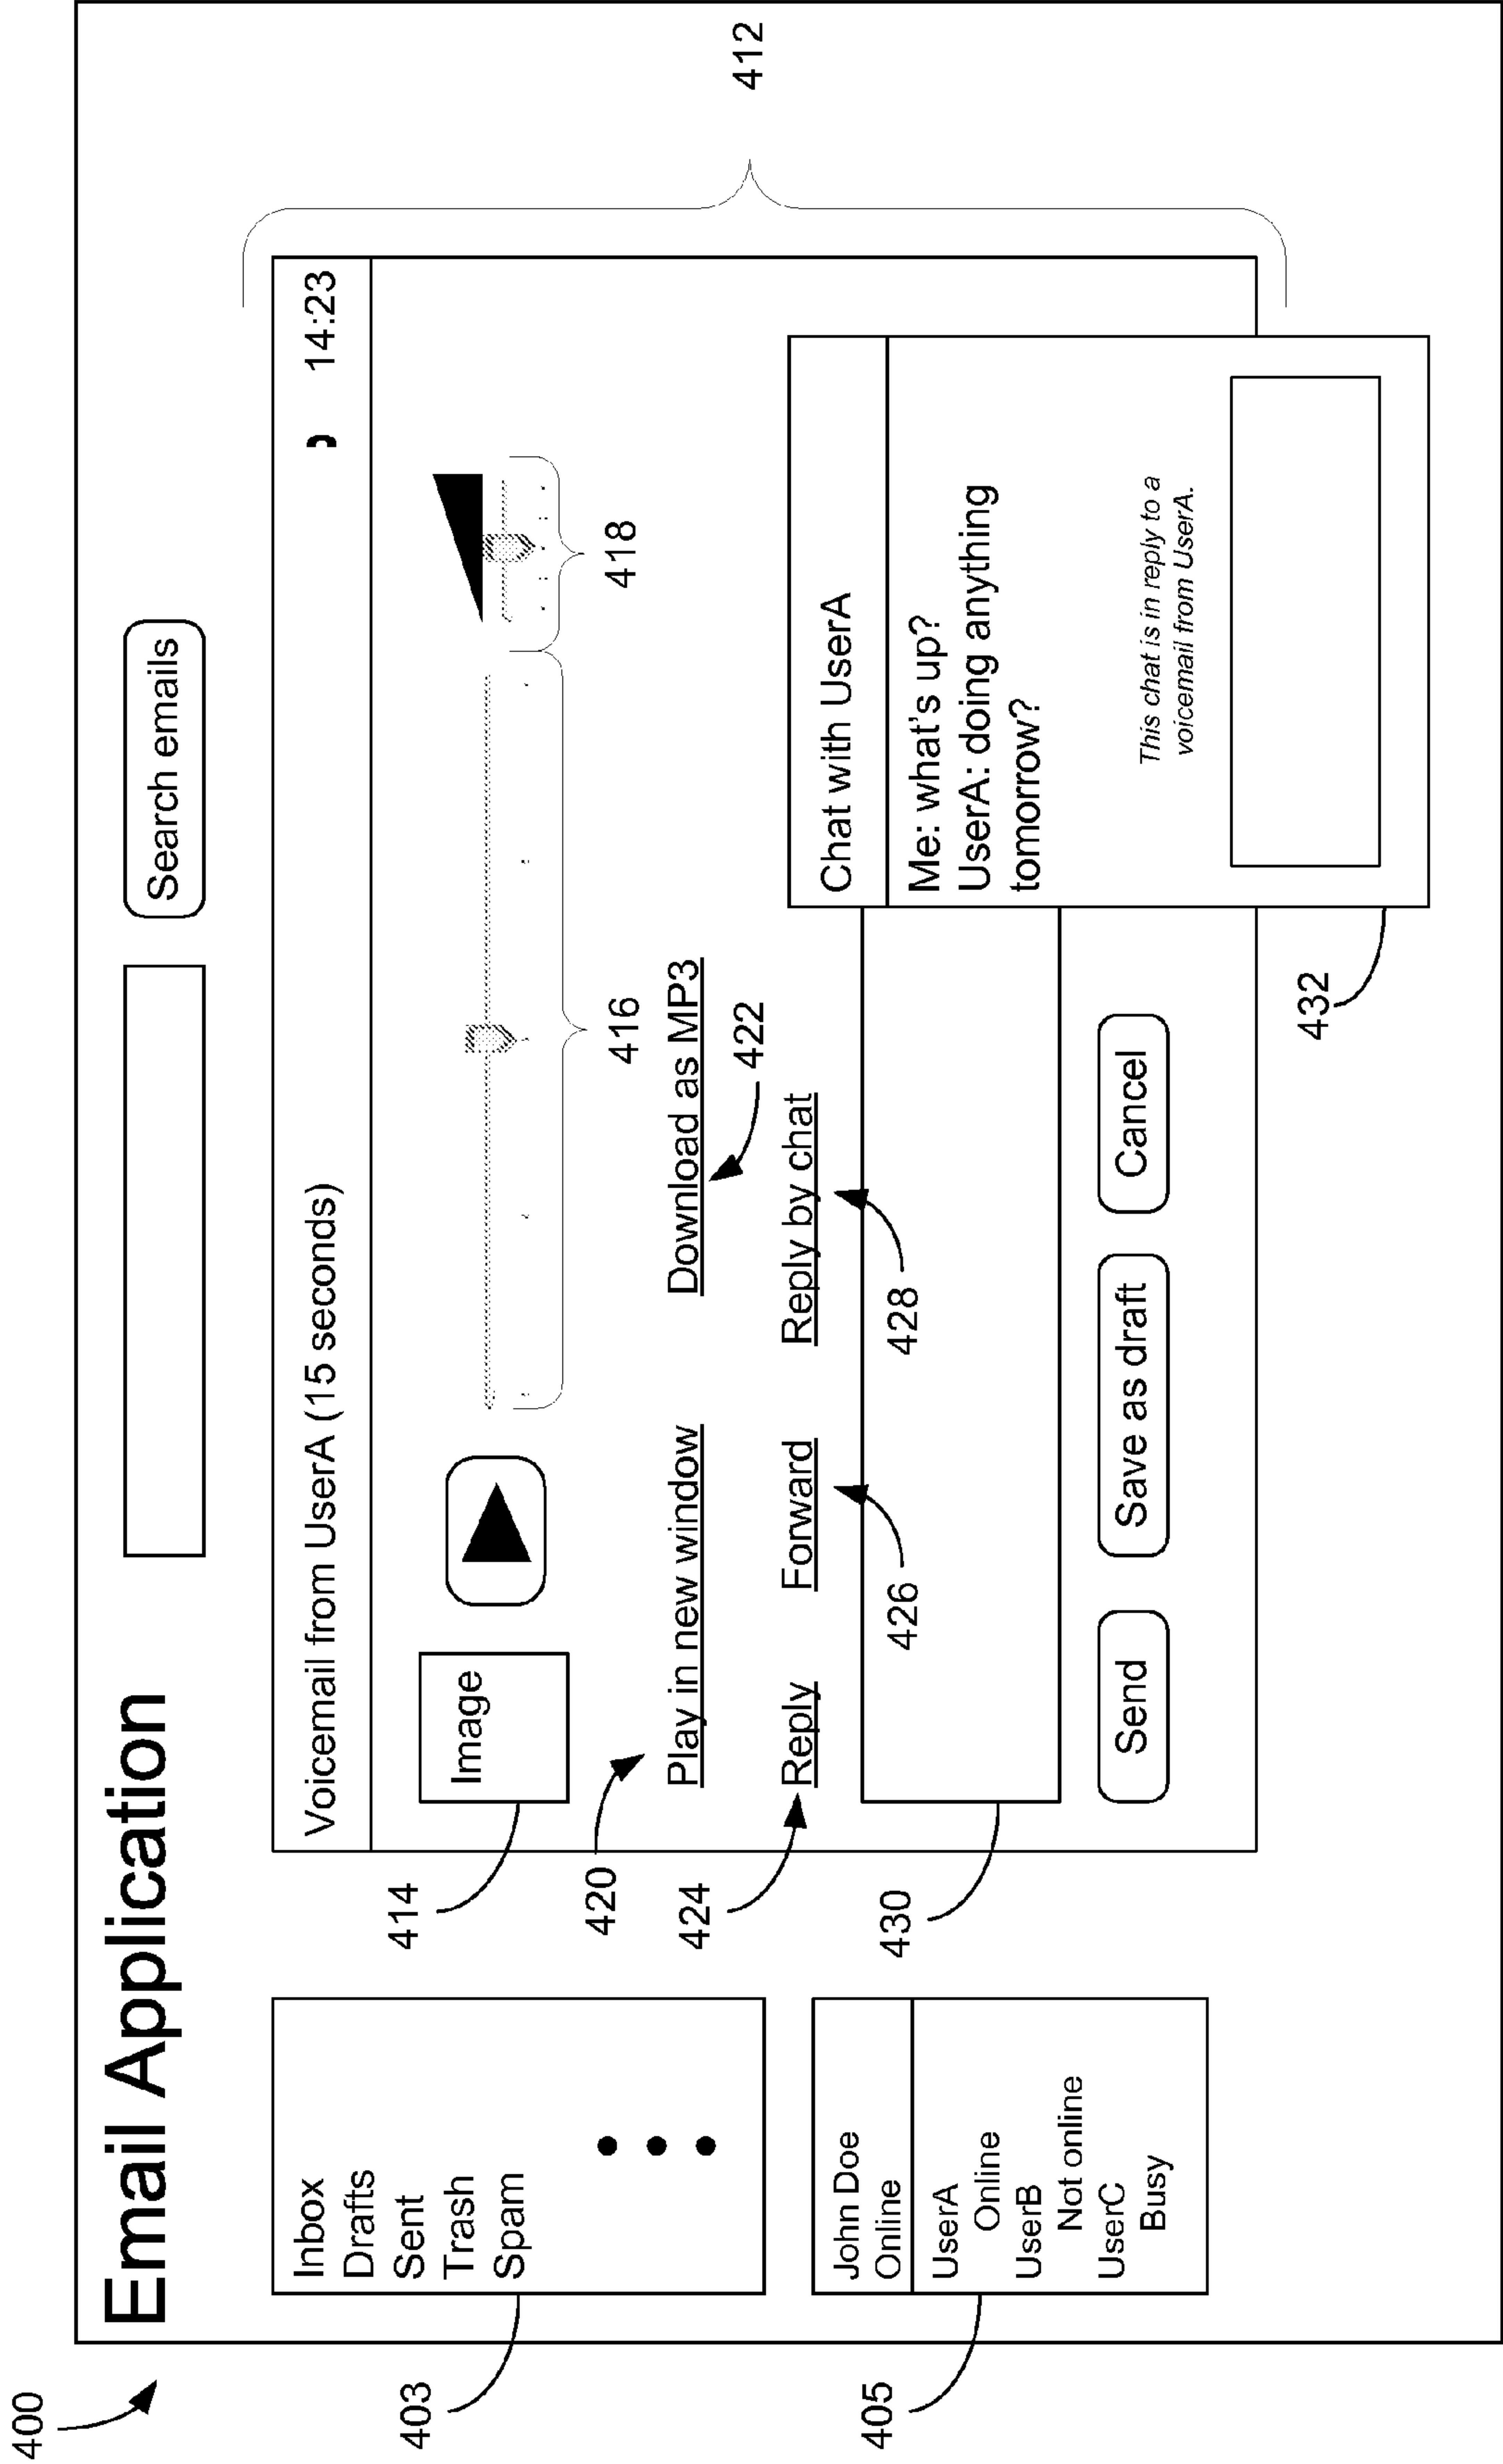 400
Email Application
Search emails
403
Inbox
Drafts
Sent
Trash
Spam
405
John Doe
Online
UserA
Online
UserB
Not online
UserC
Busy
412
Voicemail from UserA (15 seconds)
14:23
414
Image
416
418
420
Play in new window
Download as MP3
422
424
Reply
Forward
Reply by chat
426
428
430
Send
Save as draft
Cancel
432
Chat with UserA
Me: what's up?
UserA: doing anything
tomorrow?
This chat is in reply to a
voicemail from UserA.